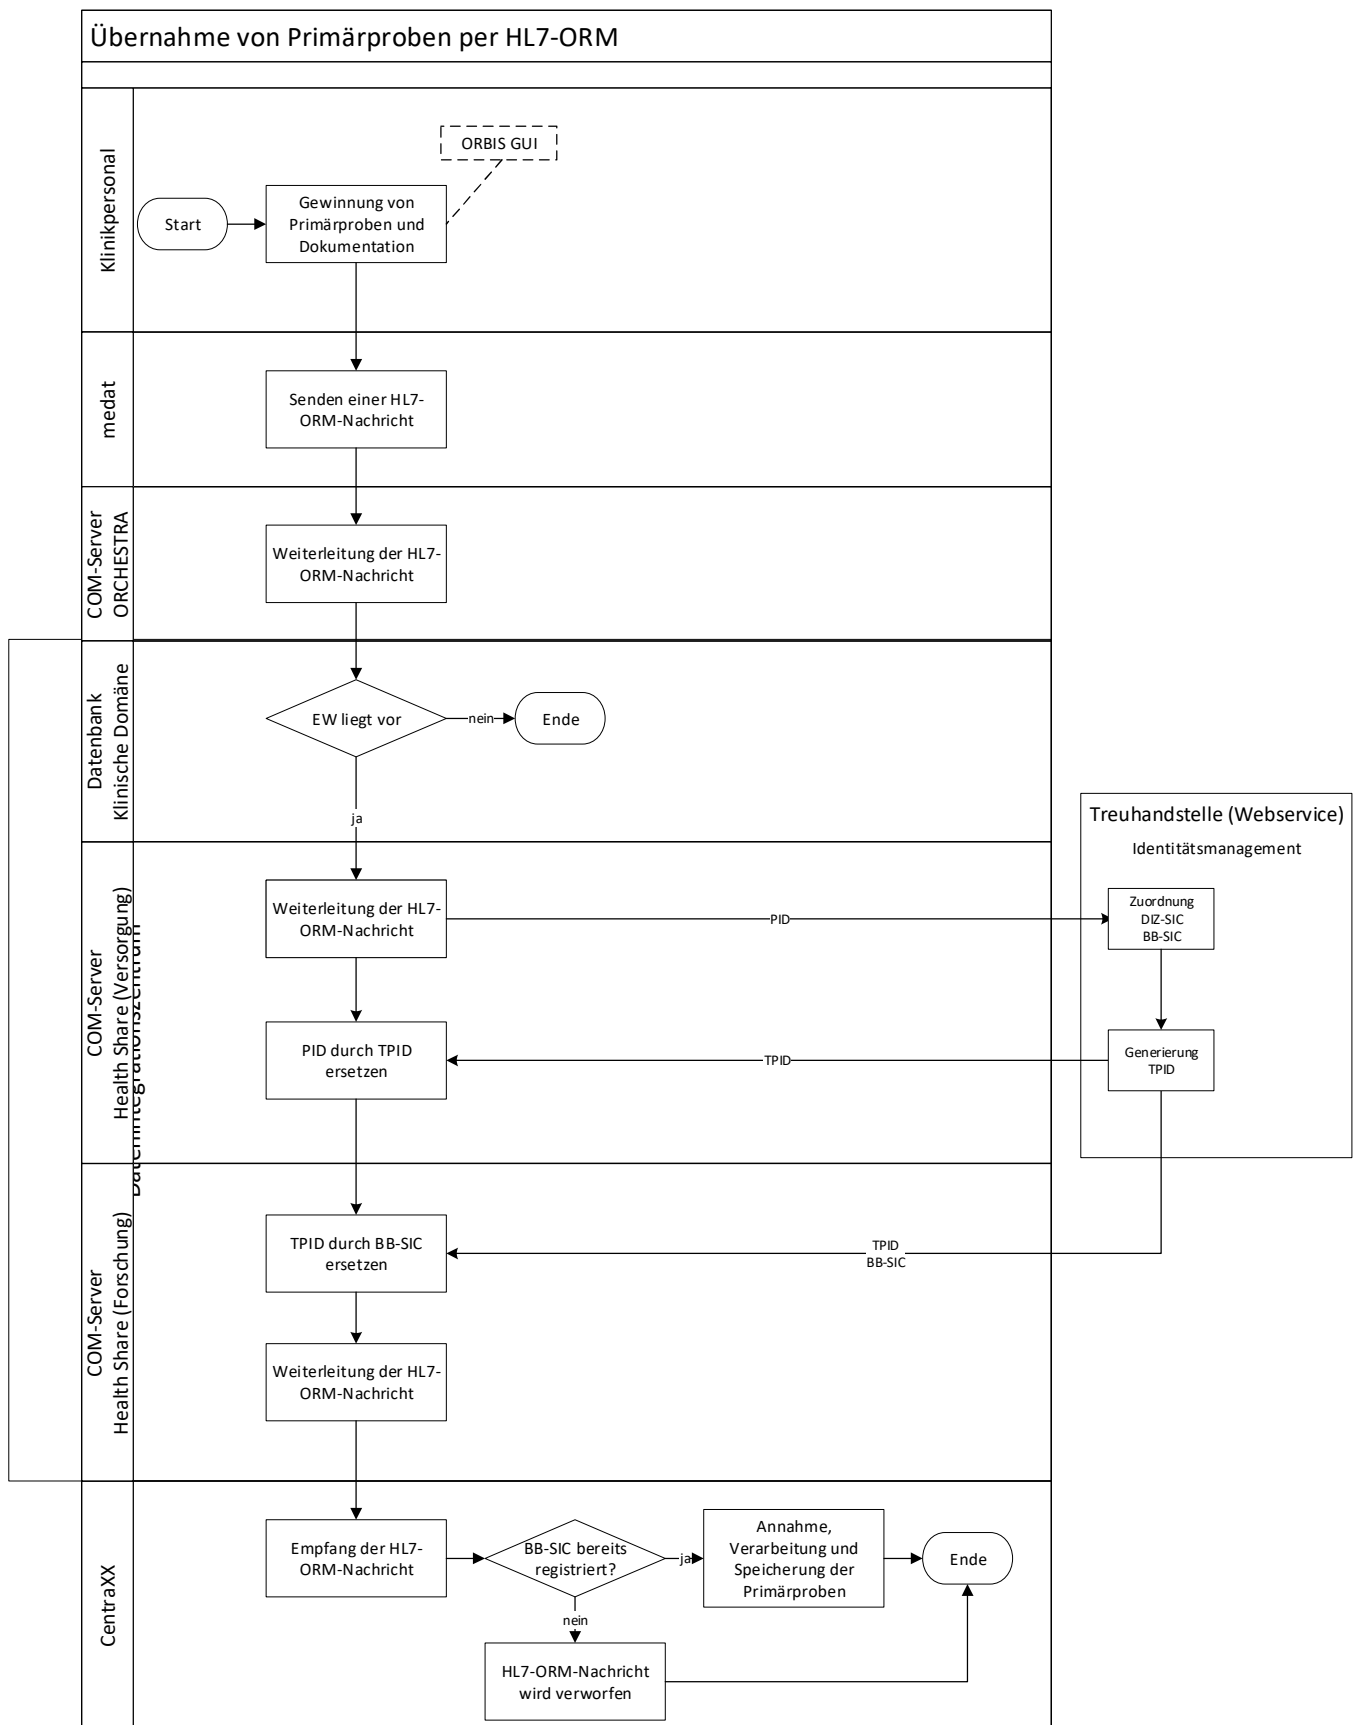 Übernahme von Primärproben per HL7-ORM
Klinikpersonal
ORBIS GUI
Start
Gewinnung von
Primärproben und
Dokumentation
medat
Senden einer HL7-
ORM-Nachricht
COM-Server
ORCHESTRA
Weiterleitung der HL7-
ORM-Nachricht
Datenintegrationszentrum
Datenbank
Klinische Domäne
EW liegt vor
nein
Ende
ja
Treuhandstelle (Webservice)
Identitätsmanagement
COM-Server
Health Share (Versorgung)
Weiterleitung der HL7-
ORM-Nachricht
PID
Zuordnung
DIZ-SIC
BB-SIC
PID durch TPID
ersetzen
TPID
Generierung
TPID
COM-Server
Health Share (Forschung)
TPID durch BB-SIC
ersetzen
TPID
BB-SIC
Weiterleitung der HL7-
ORM-Nachricht
CentraXX
Empfang der HL7-
ORM-Nachricht
BB-SIC bereits
registriert?
ja
Annahme,
Verarbeitung und
Speicherung der
Primärproben
Ende
nein
HL7-ORM-Nachricht
wird verworfen